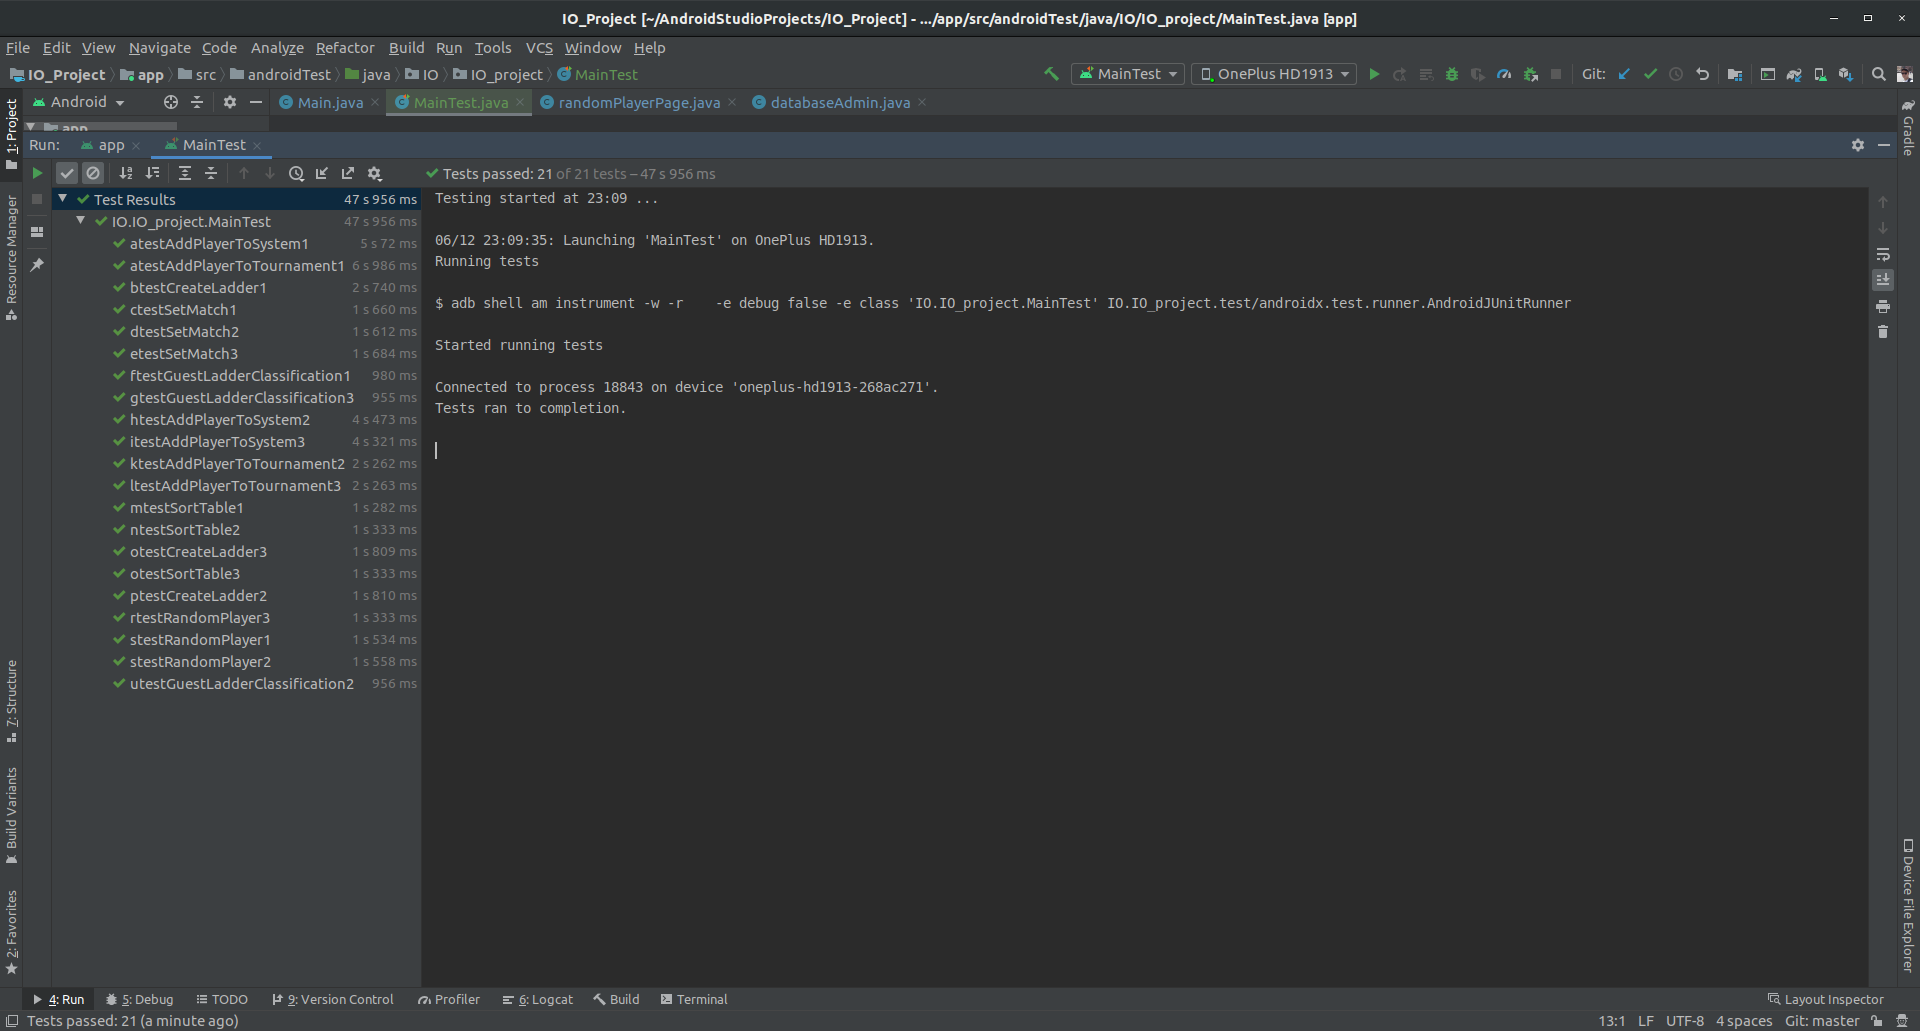 IO_Project [~/AndroidStudioProjects/IO_Project] - .../app/src/androidTest/java/IO/IO_project/MainTest.java [app]
File Edit View Navigate Code Analyze Refactor Build Run Tools VCS Window Help
IO_Project app src androidTest java IO IO_project MainTest MainTest OnePlus HD1913 Git:
Android Main.java MainTest.java randomPlayerPage.java databaseAdmin.java
app
Run: app MainTest
Tests passed: 21 of 21 tests – 47 s 956 ms
Test Results 47 s 956 ms
IO.IO_project.MainTest 47 s 956 ms
atestAddPlayerToSystem1 5 s 72 ms
atestAddPlayerToTournament1 6 s 986 ms
btestCreateLadder1 2 s 740 ms
ctestSetMatch1 1 s 660 ms
dtestSetMatch2 1 s 612 ms
etestSetMatch3 1 s 684 ms
ftestGuestLadderClassification1 980 ms
gtestGuestLadderClassification3 955 ms
htestAddPlayerToSystem2 4 s 473 ms
itestAddPlayerToSystem3 4 s 321 ms
ktestAddPlayerToTournament2 2 s 262 ms
ltestAddPlayerToTournament3 2 s 263 ms
mtestSortTable1 1 s 282 ms
ntestSortTable2 1 s 333 ms
otestCreateLadder3 1 s 809 ms
otestSortTable3 1 s 333 ms
ptestCreateLadder2 1 s 810 ms
rtestRandomPlayer3 1 s 333 ms
stestRandomPlayer1 1 s 534 ms
stestRandomPlayer2 1 s 558 ms
utestGuestLadderClassification2 956 ms
Testing started at 23:09 ...
06/12 23:09:35: Launching 'MainTest' on OnePlus HD1913.
Running tests
$ adb shell am instrument -w -r    -e debug false -e class 'IO.IO_project.MainTest' IO.IO_project.test/androidx.test.runner.AndroidJUnitRunner
Started running tests
Connected to process 18843 on device 'oneplus-hd1913-268ac271'.
Tests ran to completion.
1: Project
Resource Manager
7: Structure
Build Variants
2: Favorites
Gradle
Device File Explorer
4: Run 5: Debug TODO 9: Version Control Profiler 6: Logcat Build Terminal Layout Inspector
Tests passed: 21 (a minute ago) 13:1 LF UTF-8 4 spaces Git: master